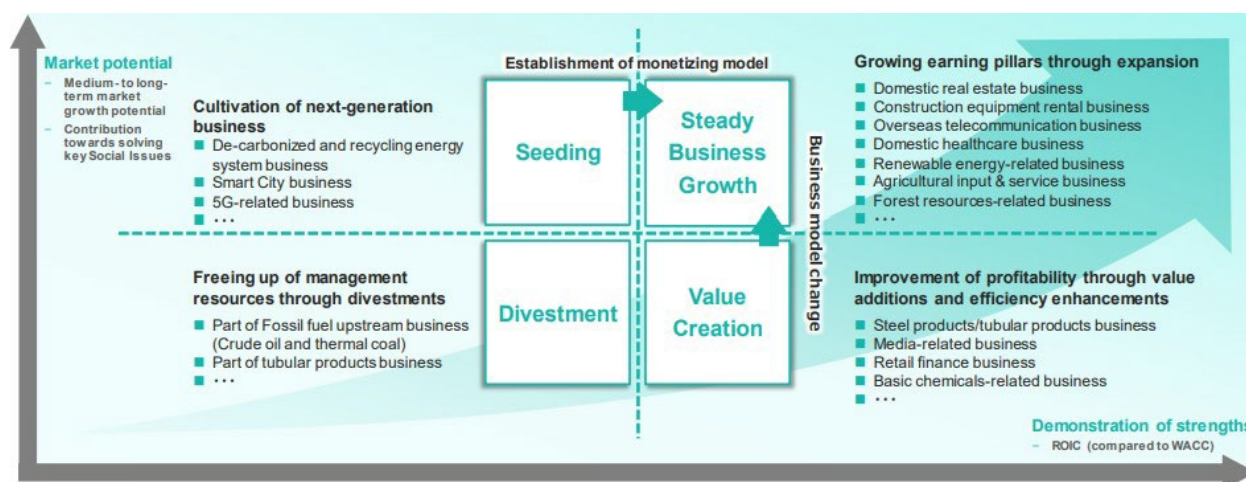 Market potential
– Medium- to long-
term market
growth potential
– Contribution
towards solving
key Social Issues
Cultivation of next-generation
business
■ De-carbonized and recycling energy
system business
■ Smart City business
■ 5G-related business
■ ···
Freeing up of management
resources through divestments
■ Part of Fossil fuel upstream business
(Crude oil and thermal coal)
■ Part of tubular products business
■ ···
Establishment of monetizing model
Seeding
Steady
Business
Growth
Divestment
Value
Creation
Business model change
Growing earning pillars through expansion
■ Domestic real estate business
■ Construction equipment rental business
■ Overseas telecommunication business
■ Domestic healthcare business
■ Renewable energy-related business
■ Agricultural input & service business
■ Forest resources-related business
■ ···
Improvement of profitability through value
additions and efficiency enhancements
■ Steel products/tubular products business
■ Media-related business
■ Retail finance business
■ Basic chemicals-related business
■ ···
Demonstration of strengths
– ROIC (compared to WACC)